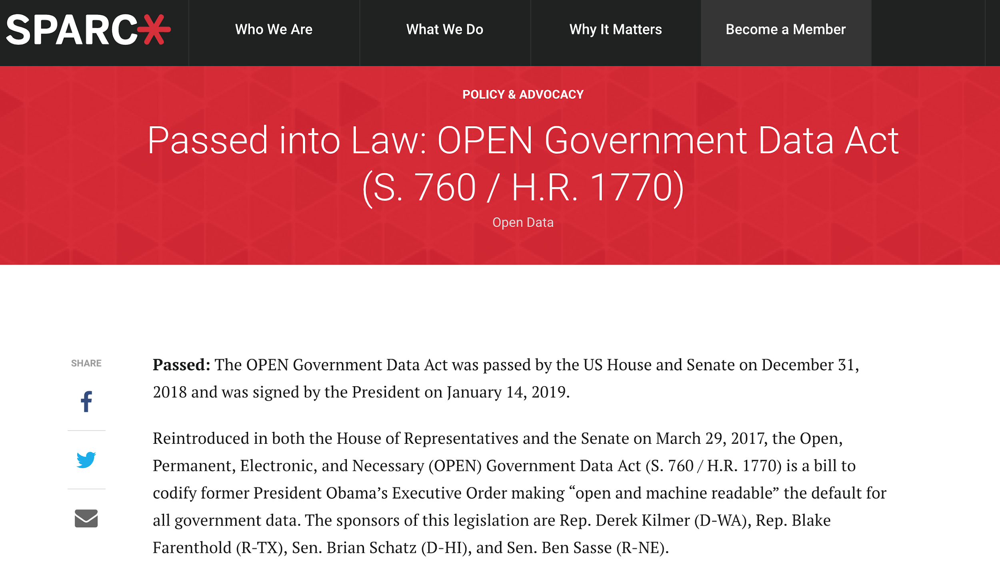 SPARC
Who We Are
What We Do
Why It Matters
Become a Member
POLICY & ADVOCACY
Passed into Law: OPEN Government Data Act
(S. 760 / H.R. 1770)
Open Data
SHARE
Passed: The OPEN Government Data Act was passed by the US House and Senate on December 31,
2018 and was signed by the President on January 14, 2019.
Reintroduced in both the House of Representatives and the Senate on March 29, 2017, the Open,
Permanent, Electronic, and Necessary (OPEN) Government Data Act (S. 760 / H.R. 1770) is a bill to
codify former President Obama’s Executive Order making “open and machine readable” the default for
all government data. The sponsors of this legislation are Rep. Derek Kilmer (D-WA), Rep. Blake
Farenthold (R-TX), Sen. Brian Schatz (D-HI), and Sen. Ben Sasse (R-NE).